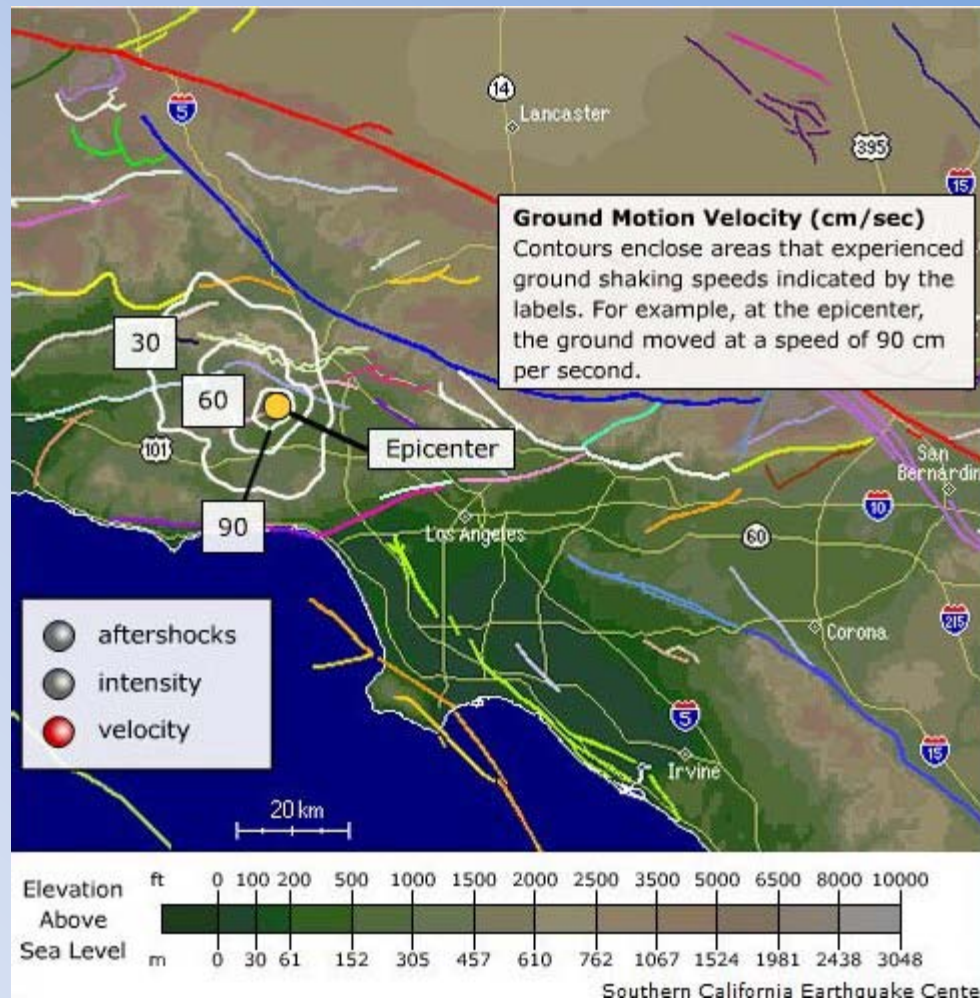 5
14
Lancaster
395
15
Ground Motion Velocity (cm/sec)
Contours enclose areas that experienced
ground shaking speeds indicated by the
labels. For example, at the epicenter,
the ground moved at a speed of 90 cm
per second.
30
60
101
Epicenter
90
Los Angeles
San
Bernardin
10
60
215
Corona
aftershocks
intensity
velocity
5
Irvine
15
20 km
Elevation
Above
Sea Level
ft 0 100 200 500 1000 1500 2000 2500 3500 5000 6500 8000 10000
m 0 30 61 152 305 457 610 762 1067 1524 1981 2438 3048
Southern California Earthquake Cente